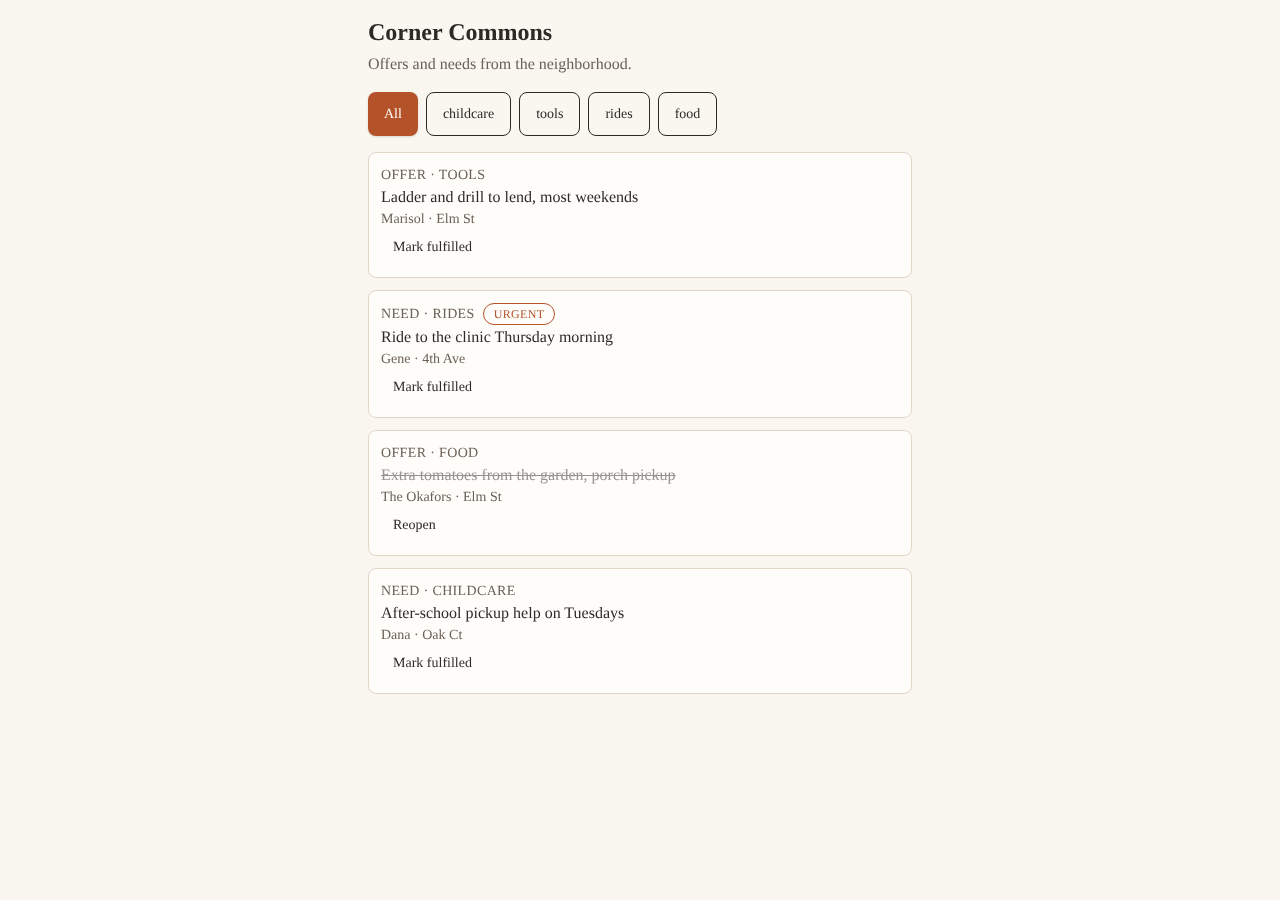 Corner Commons
Offers and needs from the neighborhood.
All childcare tools rides food
OFFER · TOOLS
Ladder and drill to lend, most weekends
Marisol · Elm St
Mark fulfilled
NEED · RIDES URGENT
Ride to the clinic Thursday morning
Gene · 4th Ave
Mark fulfilled
OFFER · FOOD
Extra tomatoes from the garden, porch pickup
The Okafors · Elm St
Reopen
NEED · CHILDCARE
After-school pickup help on Tuesdays
Dana · Oak Ct
Mark fulfilled